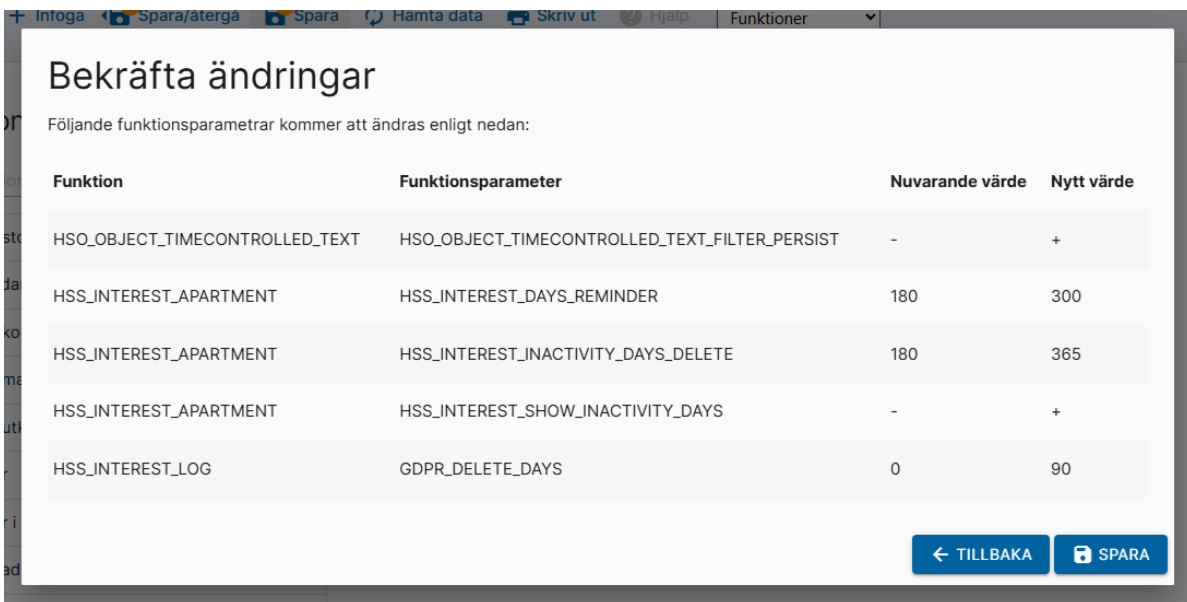 Infoga Spara/återgå Spara Hämta data Skriv ut Hjälp Funktioner
Bekräfta ändringar
Följande funktionsparametrar kommer att ändras enligt nedan:
Funktion Funktionsparameter Nuvarande värde Nytt värde
HSO_OBJECT_TIMECONTROLLED_TEXT HSO_OBJECT_TIMECONTROLLED_TEXT_FILTER_PERSIST - +
HSS_INTEREST_APARTMENT HSS_INTEREST_DAYS_REMINDER 180 300
HSS_INTEREST_APARTMENT HSS_INTEREST_INACTIVITY_DAYS_DELETE 180 365
HSS_INTEREST_APARTMENT HSS_INTEREST_SHOW_INACTIVITY_DAYS - +
HSS_INTEREST_LOG GDPR_DELETE_DAYS 0 90
TILLBAKA SPARA